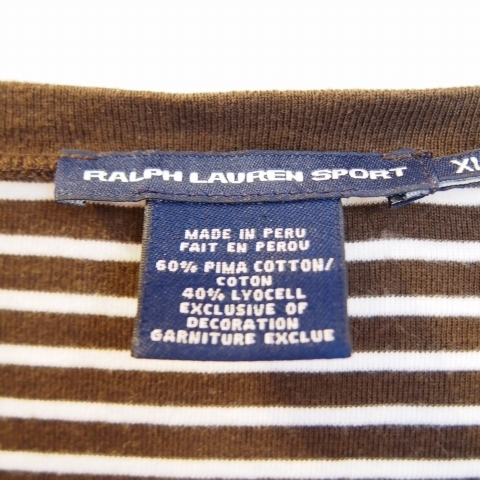 RALPH LAUREN SPORT
XL
MADE IN PERU
FAIT EN PEROU
60% PIMA COTTON/
COTON
40% LYOCELL
EXCLUSIVE OF
DECORATION
GARNITURE EXCLUE